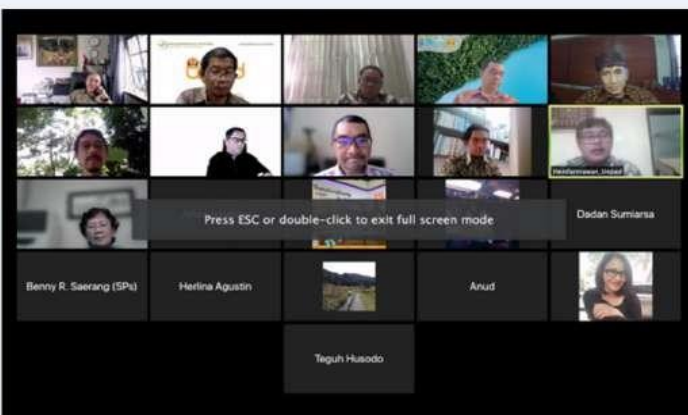 Press ESC or double-click to exit full screen mode
Dadan Sumiarsa
Benny R. Saerang (SPs)
Herlina Agustin
Anud
Teguh Husodo